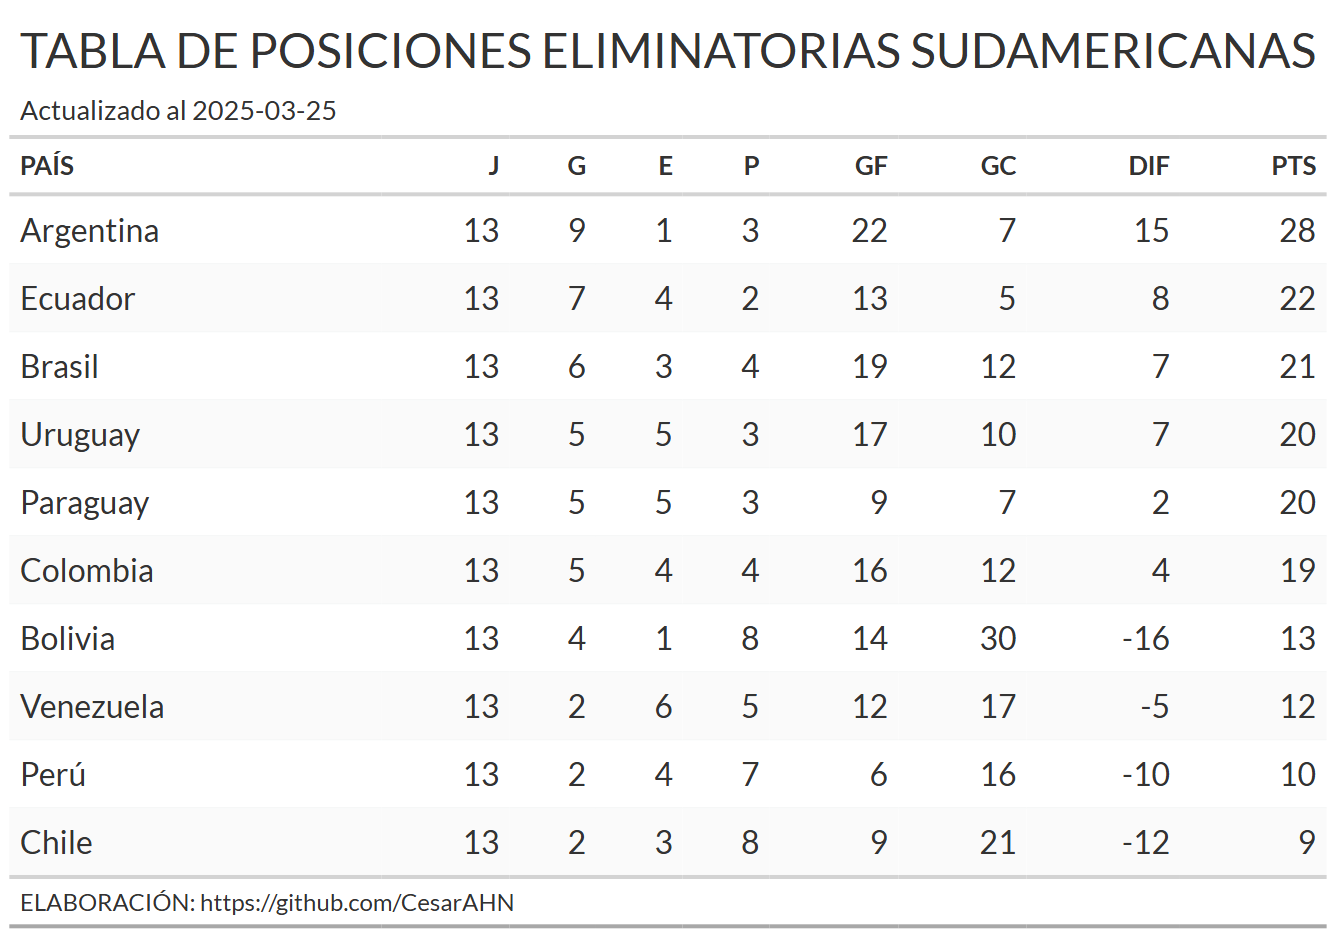 TABLA DE POSICIONES ELIMINATORIAS SUDAMERICANAS
Actualizado al 2025-03-25
PAÍS J G E P GF GC DIF PTS
Argentina 13 9 1 3 22 7 15 28
Ecuador 13 7 4 2 13 5 8 22
Brasil 13 6 3 4 19 12 7 21
Uruguay 13 5 5 3 17 10 7 20
Paraguay 13 5 5 3 9 7 2 20
Colombia 13 5 4 4 16 12 4 19
Bolivia 13 4 1 8 14 30 -16 13
Venezuela 13 2 6 5 12 17 -5 12
Perú 13 2 4 7 6 16 -10 10
Chile 13 2 3 8 9 21 -12 9
ELABORACIÓN: https://github.com/CesarAHN